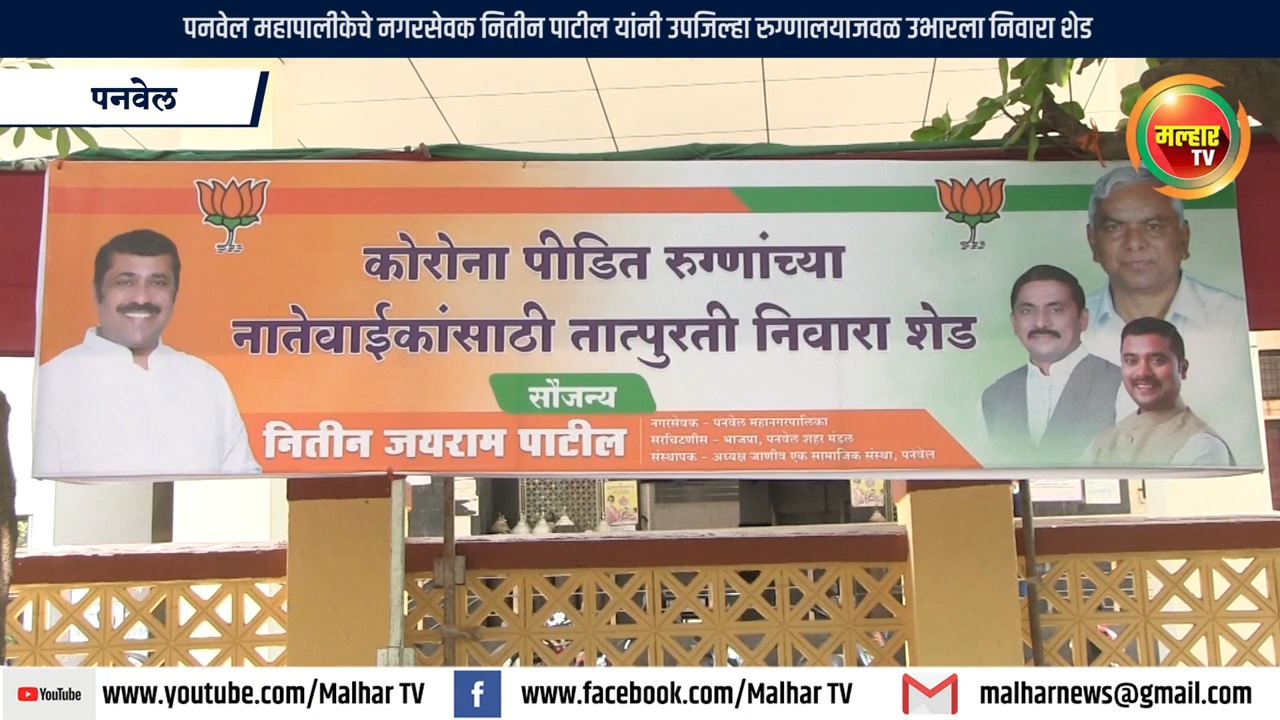 पनवेल महापालीकेचे नगरसेवक नितीन पाटील यांनी उपजिल्हा रुग्णालयाजवळ उभारला निवारा शेड
पनवेल
मल्हार
TV
कोरोना पीडित रुग्णांच्या
नातेवाईकांसाठी तात्पुरती निवारा शेड
सौजन्य
नितीन जयराम पाटील
नगरसेवक - पनवेल महानगरपालिका
सरचिटणीस - भाजपा, पनवेल शहर मंडल
संस्थापक - अध्यक्ष जाणीव एक सामाजिक संस्था, पनवेल
YouTube www.youtube.com/Malhar TV www.facebook.com/Malhar TV malharnews@gmail.com